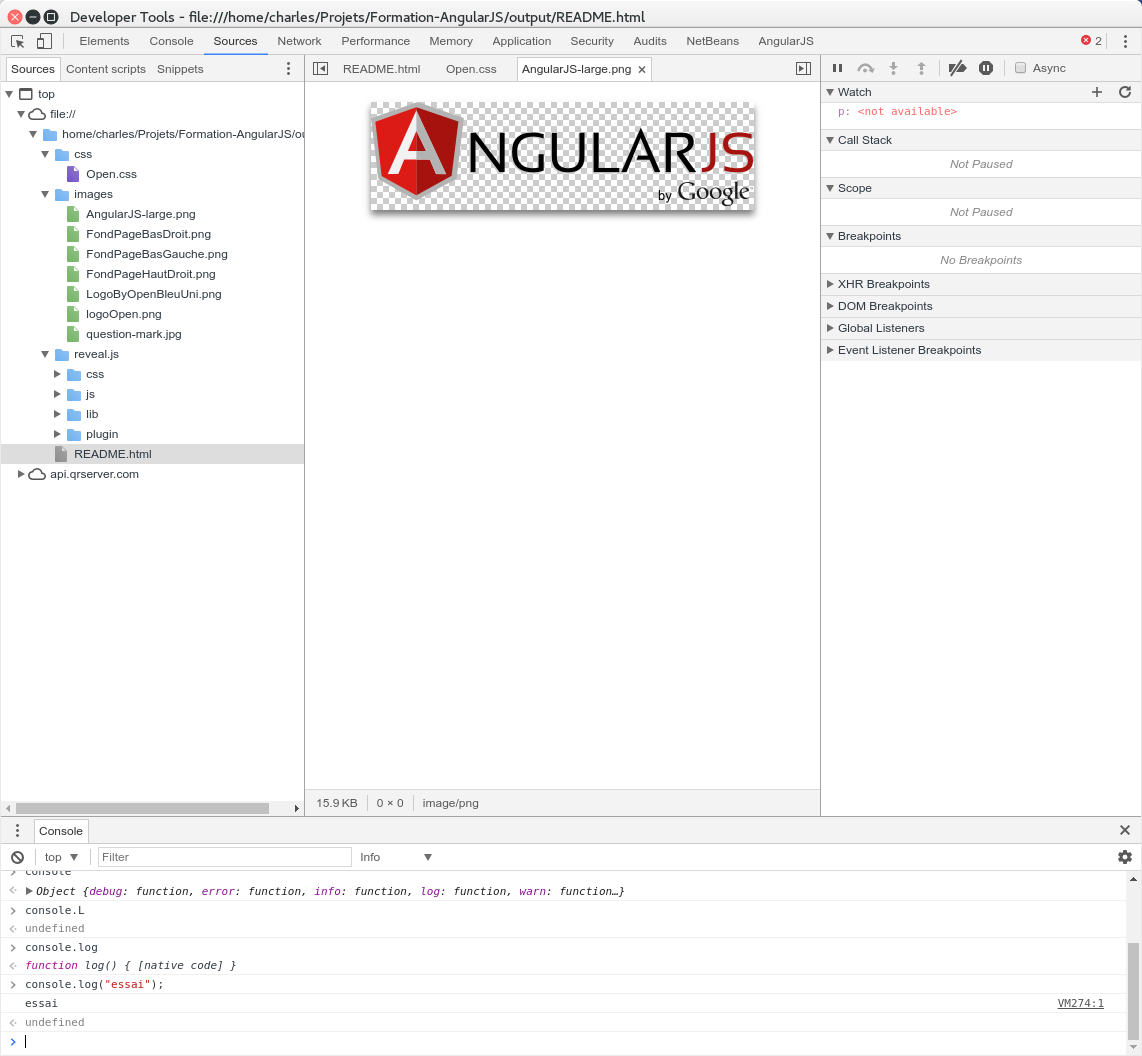 Developer Tools - file:///home/charles/Projets/Formation-AngularJS/output/README.html
Elements Console Sources Network Performance Memory Application Security Audits NetBeans AngularJS 2
Sources Content scripts Snippets
top
file://
home/charles/Projets/Formation-AngularJS/ou
css
Open.css
images
AngularJS-large.png
FondPageBasDroit.png
FondPageBasGauche.png
FondPageHautDroit.png
LogoByOpenBleuUni.png
logoOpen.png
question-mark.jpg
reveal.js
css
js
lib
plugin
README.html
api.qrserver.com
README.html Open.css AngularJS-large.png
ANGULARJS
by Google
15.9 KB 0 × 0 image/png
Async
Watch
p: <not available>
Call Stack
Not Paused
Scope
Not Paused
Breakpoints
No Breakpoints
XHR Breakpoints
DOM Breakpoints
Global Listeners
Event Listener Breakpoints
Console
top Filter Info
console
Object {debug: function, error: function, info: function, log: function, warn: function…}
console.L
undefined
console.log
function log() { [native code] }
console.log("essai");
essai VM274:1
undefined